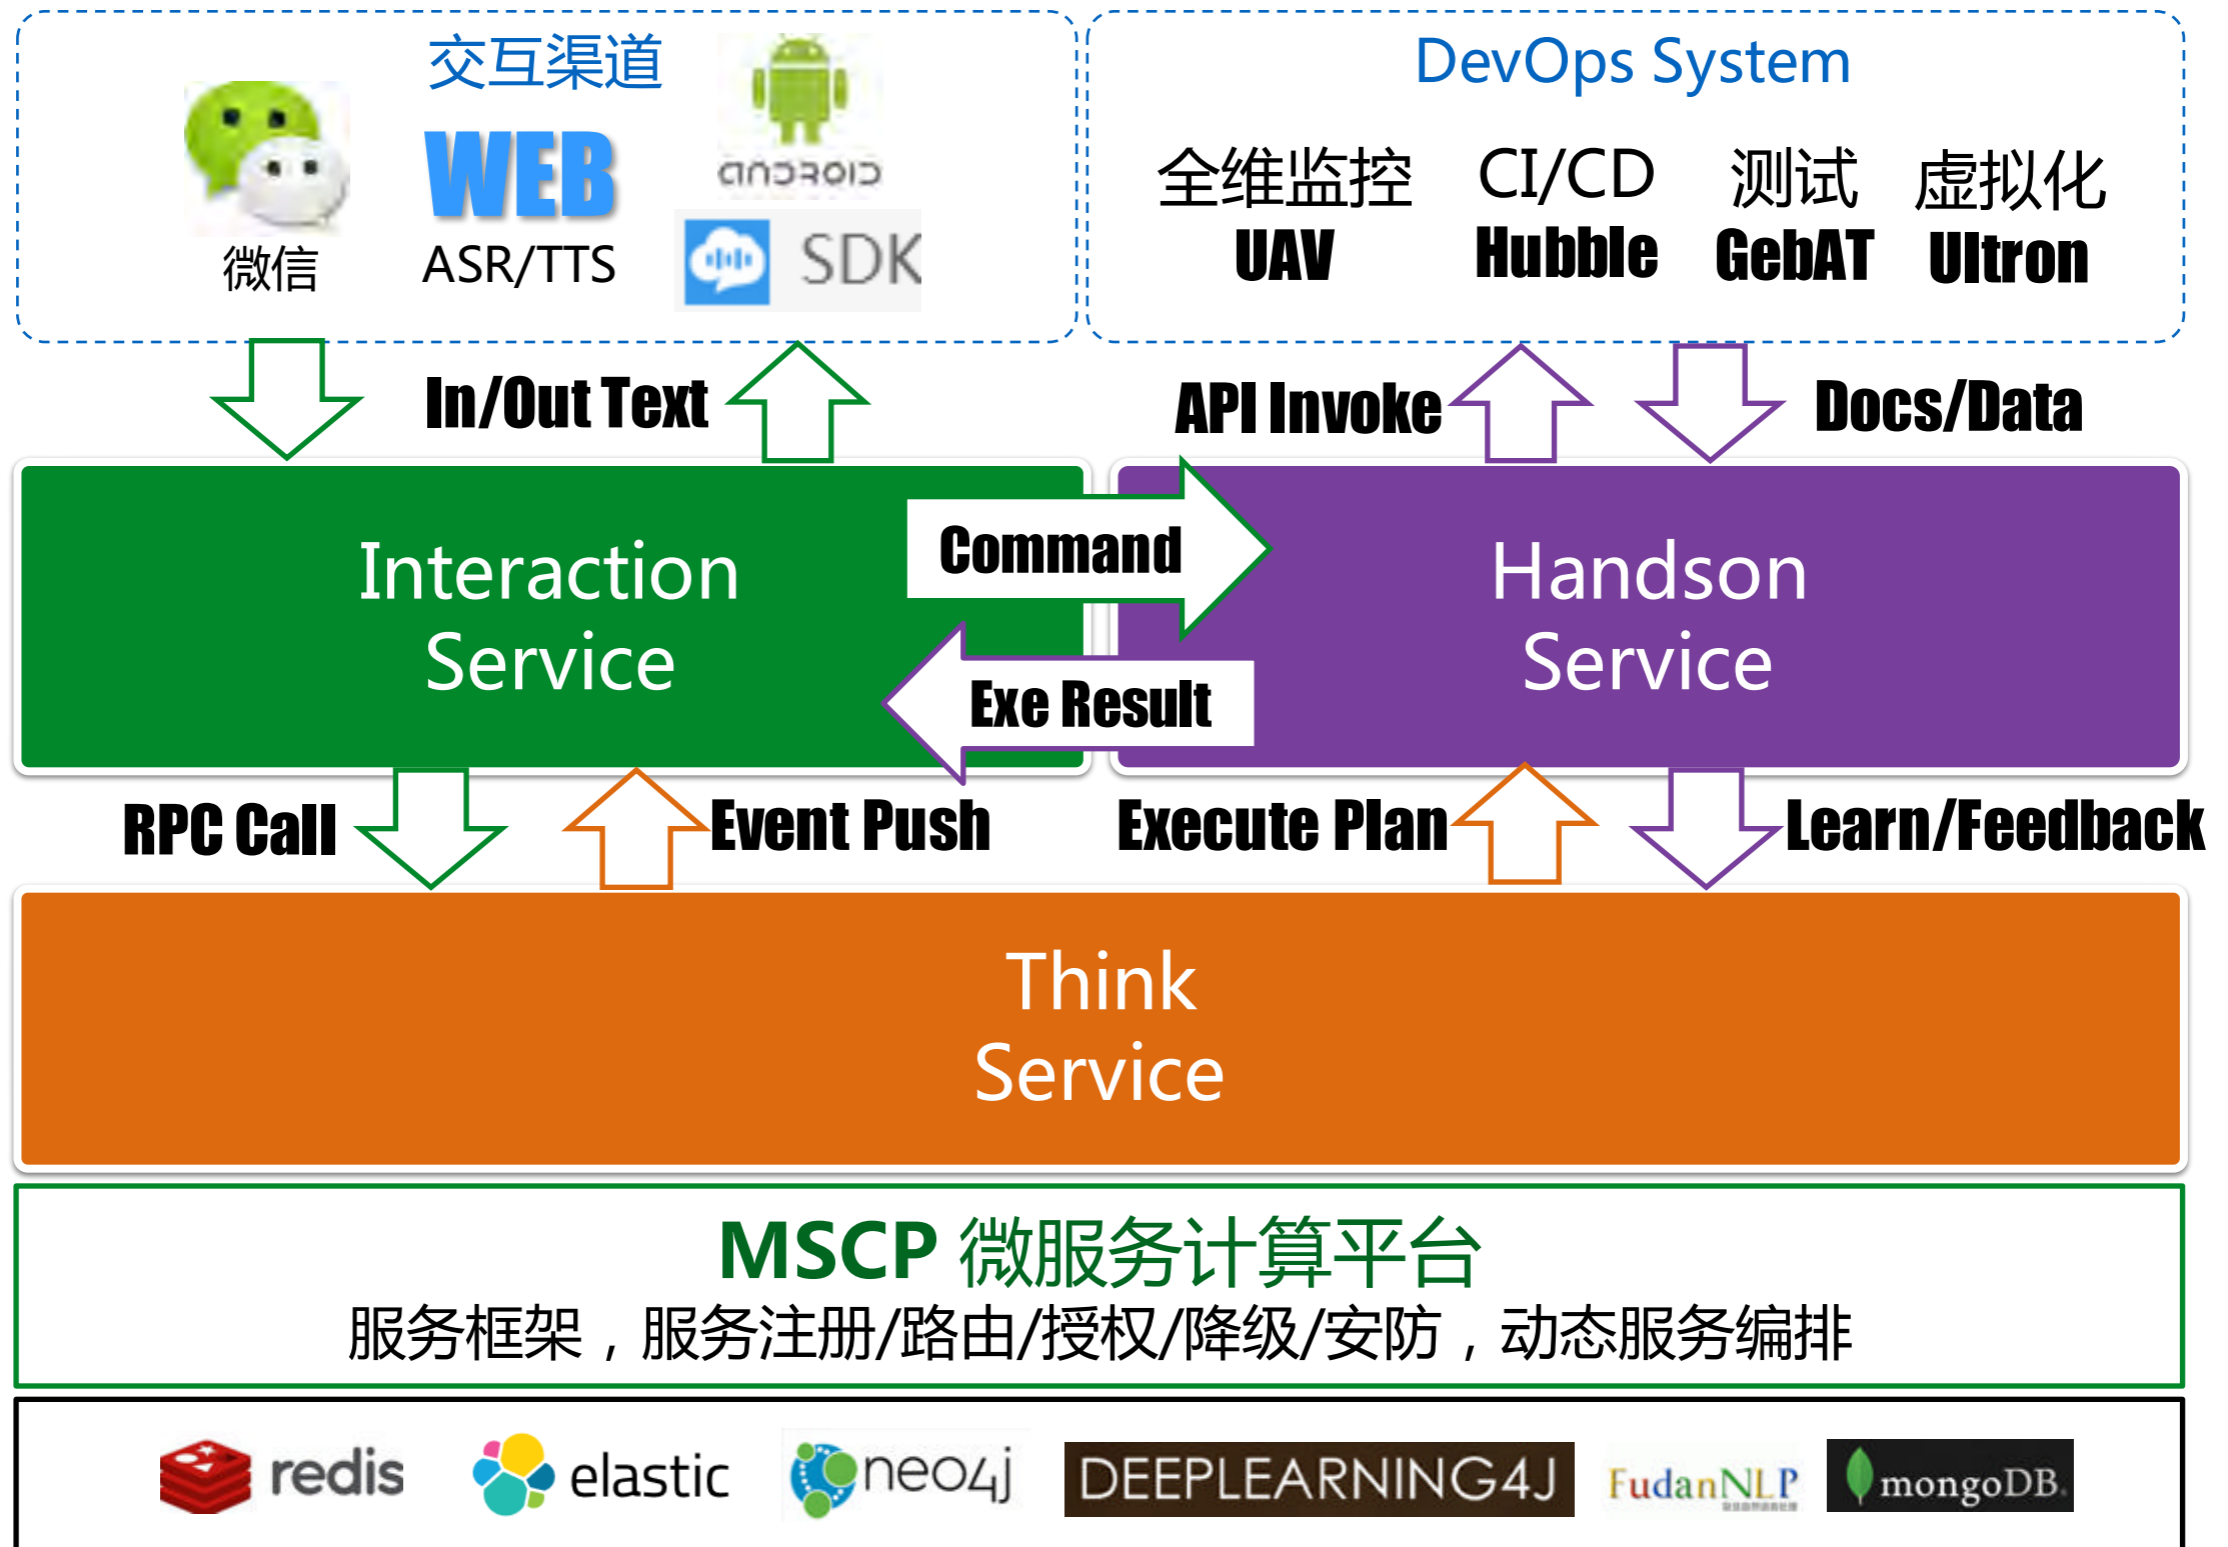 交互渠道
WEB
ANDROID
微信
ASR/TTS
SDK
DevOps System
全维监控
UAV
CI/CD
Hubble
测试
GebAT
虚拟化
Ultron
In/Out Text
API Invoke
Docs/Data
Interaction
Service
Command
Exe Result
Handson
Service
RPC Call
Event Push
Execute Plan
Learn/Feedback
Think
Service
MSCP 微服务计算平台
服务框架，服务注册/路由/授权/降级/安防，动态服务编排
redis
elastic
neo4j
DEEPLEARNING4J
FudanNLP
mongoDB